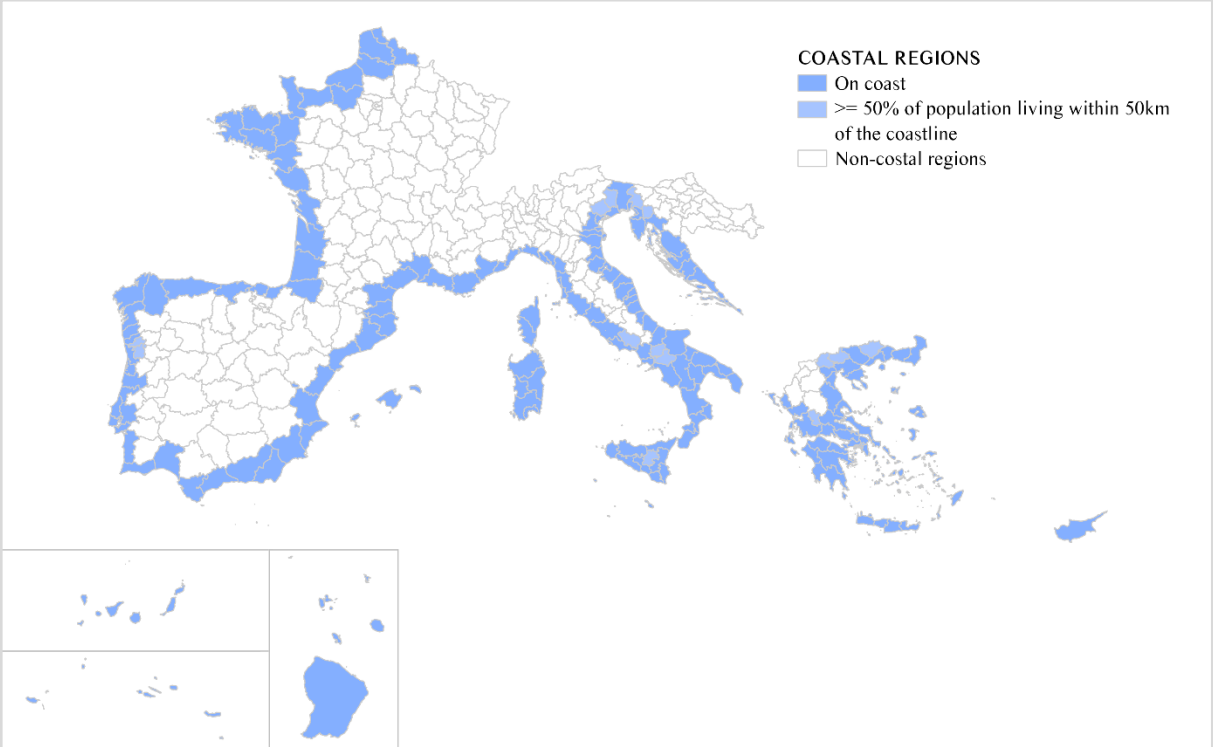 COASTAL REGIONS
On coast
>= 50% of population living within 50km
of the coastline
Non-costal regions